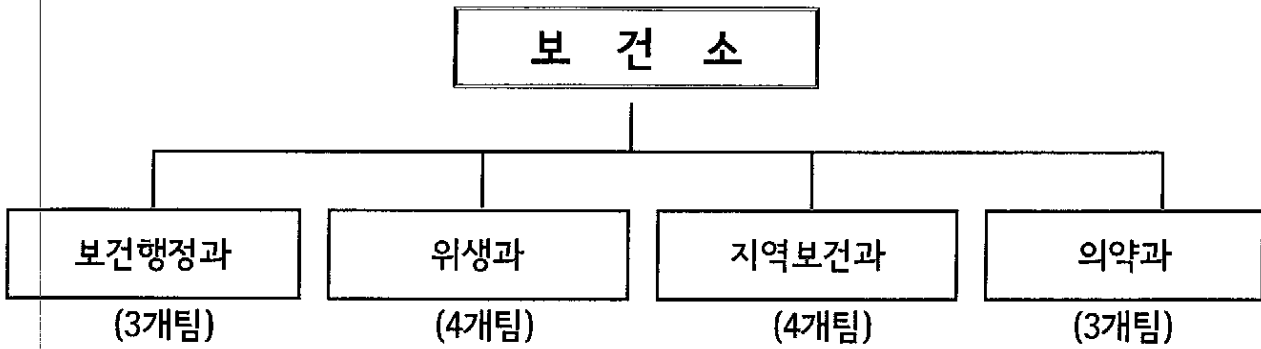 보 건 소
보건행정과 위생과 지역보건과 의약과
(3개팀) (4개팀) (4개팀) (3개팀)